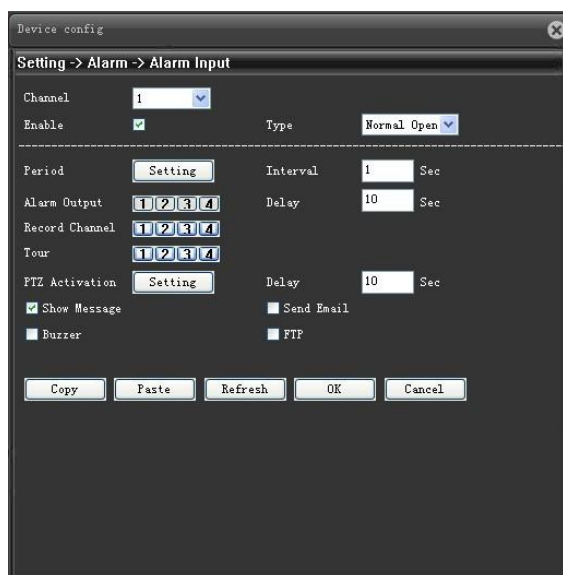 Device config
Setting -> Alarm -> Alarm Input
Channel 1
Enable Type Normal Open
Period Setting Interval 1 Sec
Alarm Output 1 2 3 4 Delay 10 Sec
Record Channel 1 2 3 4
Tour 1 2 3 4
PTZ Activation Setting Delay 10 Sec
Show Message Send Email
Buzzer FTP
Copy Paste Refresh OK Cancel